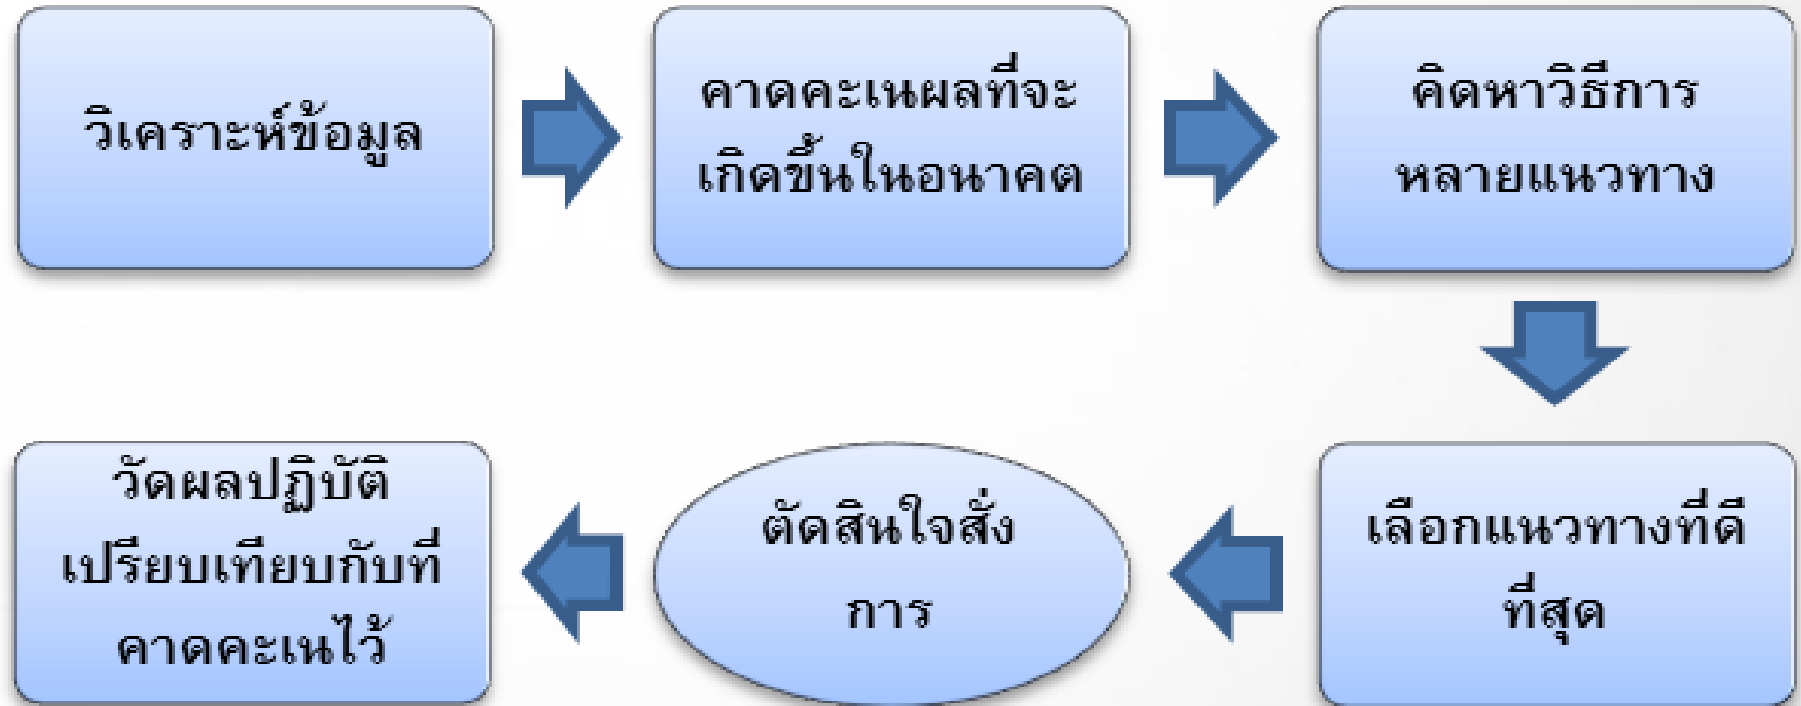 วิเคราะห์ข้อมูล
คาดคะเนผลที่จะ
เกิดขึ้นในอนาคต
คิดหาวิธีการ
หลายแนวทาง
เลือกแนวทางที่ดี
ที่สุด
ตัดสินใจสั่ง
การ
วัดผลปฏิบัติ
เปรียบเทียบกับที่
คาดคะเนไว้